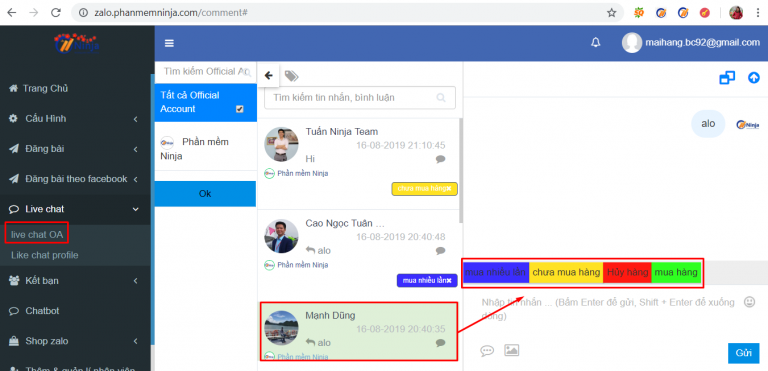 zalo.phanmemninja.com/comment#
Ninja
maihang.bc92@gmail.com
Trang Chủ
Cấu Hình
Đăng bài
Đăng bài theo facebook
Live chat
live chat OA
Like chat profile
Kết bạn
Chatbot
Shop zalo
Thêm & quản lí nhân viên
Tìm kiếm Official A
Tất cả Official
Account
Phần mềm
Ninja
Ok
Tìm kiếm tin nhắn, bình luận
Tuấn Ninja Team
16-08-2019 21:10:45
Hi
Phần mềm Ninja
chưa mua hàng
Cao Ngọc Tuân ...
16-08-2019 20:40:48
alo
Phần mềm Ninja
mua nhiều lần
Mạnh Dũng
16-08-2019 20:40:35
alo
Phần mềm Ninja
alo
Ninja
mua nhiều lần chưa mua hàng Hủy hàng mua hàng
Nhập tin nhắn ... (Bấm Enter để gửi, Shift + Enter để xuống
dòng)
Gửi